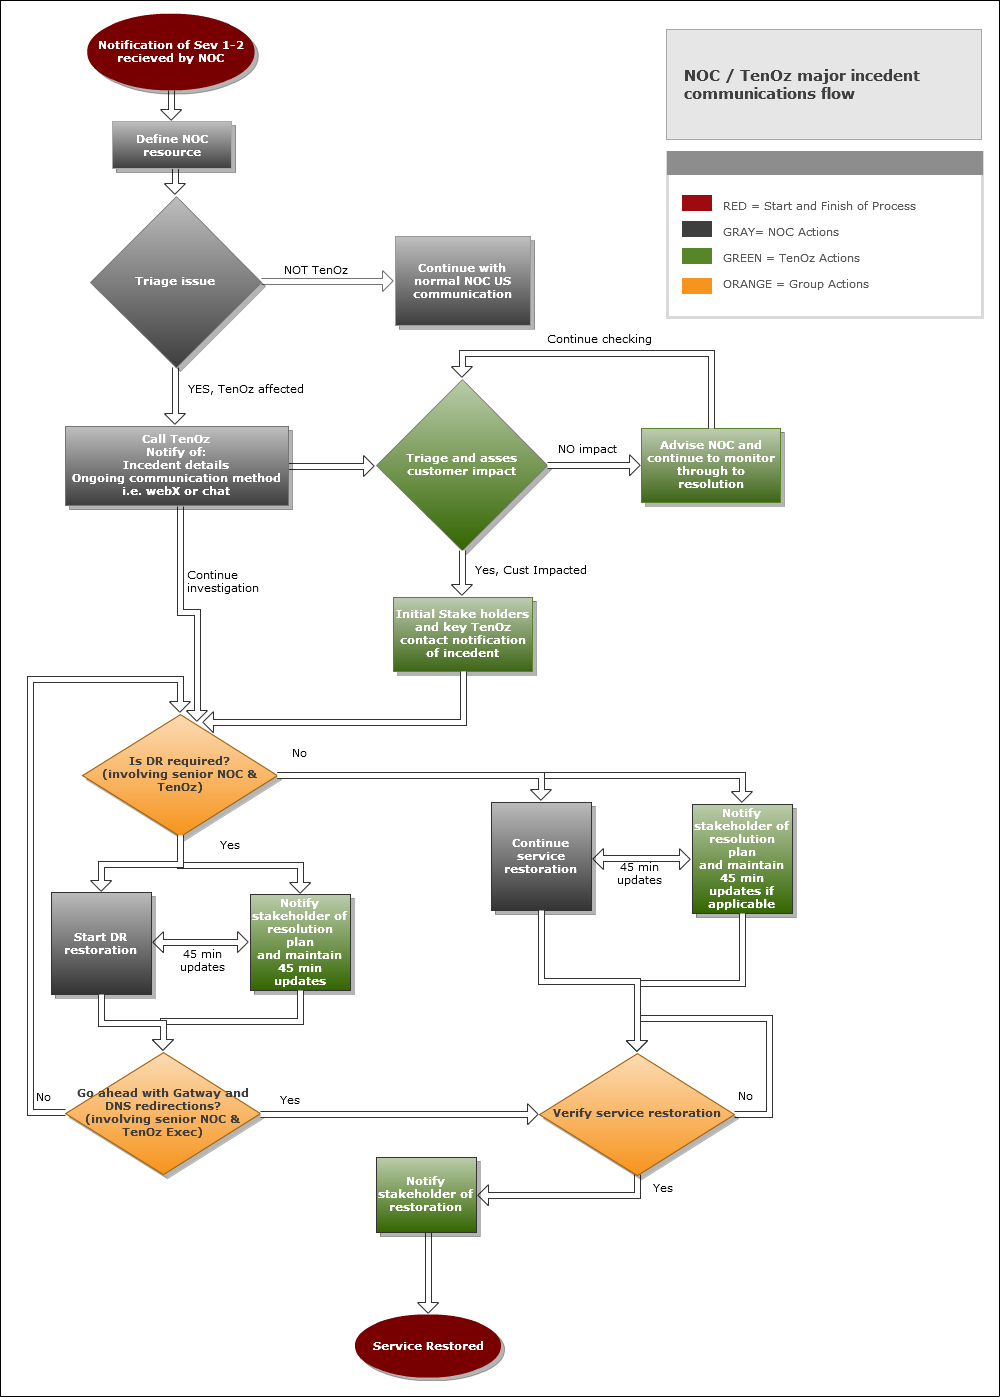 Notification of Sev 1-2
recieved by NOC
NOC / TenOz major incedent
communications flow
Define NOC
resource
RED = Start and Finish of Process
GRAY= NOC Actions
GREEN = TenOz Actions
ORANGE = Group Actions
Triage issue
NOT TenOz
Continue with
normal NOC US
communication
Continue checking
YES, TenOz affected
Call TenOz
Notify of:
Incedent details
Ongoing communication method
i.e. webX or chat
Triage and asses
customer impact
NO impact
Advise NOC and
continue to monitor
through to
resolution
Yes, Cust Impacted
Continue
investigation
Initial Stake holders
and key TenOz
contact notification
of incedent
Is DR required?
(involving senior NOC &
TenOz)
No
Yes
Continue
service
restoration
45 min
updates
Notify
stakeholder of
resolution
plan
and maintain
45 min
updates if
applicable
Start DR
restoration
45 min
updates
Notify
stakeholder of
resolution
plan
and maintain
45 min
updates
No
Go ahead with Gatway and
DNS redirections?
(involving senior NOC &
TenOz Exec)
Yes
Verify service restoration
No
Yes
Notify
stakeholder of
restoration
Service Restored